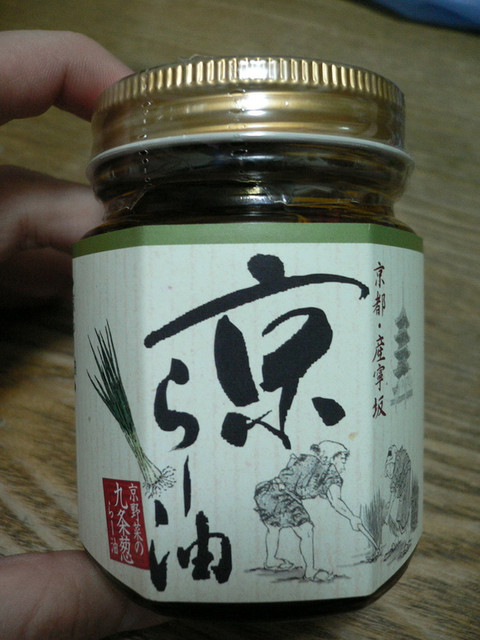 京らー油
京都・産寧坂
京野菜の
九条葱
らー油